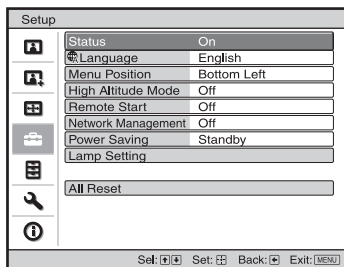 Setup
Status On
Language English
Menu Position Bottom Left
High Altitude Mode Off
Remote Start Off
Network Management Off
Power Saving Standby
Lamp Setting
All Reset
Sel: Set: Back: Exit: MENU